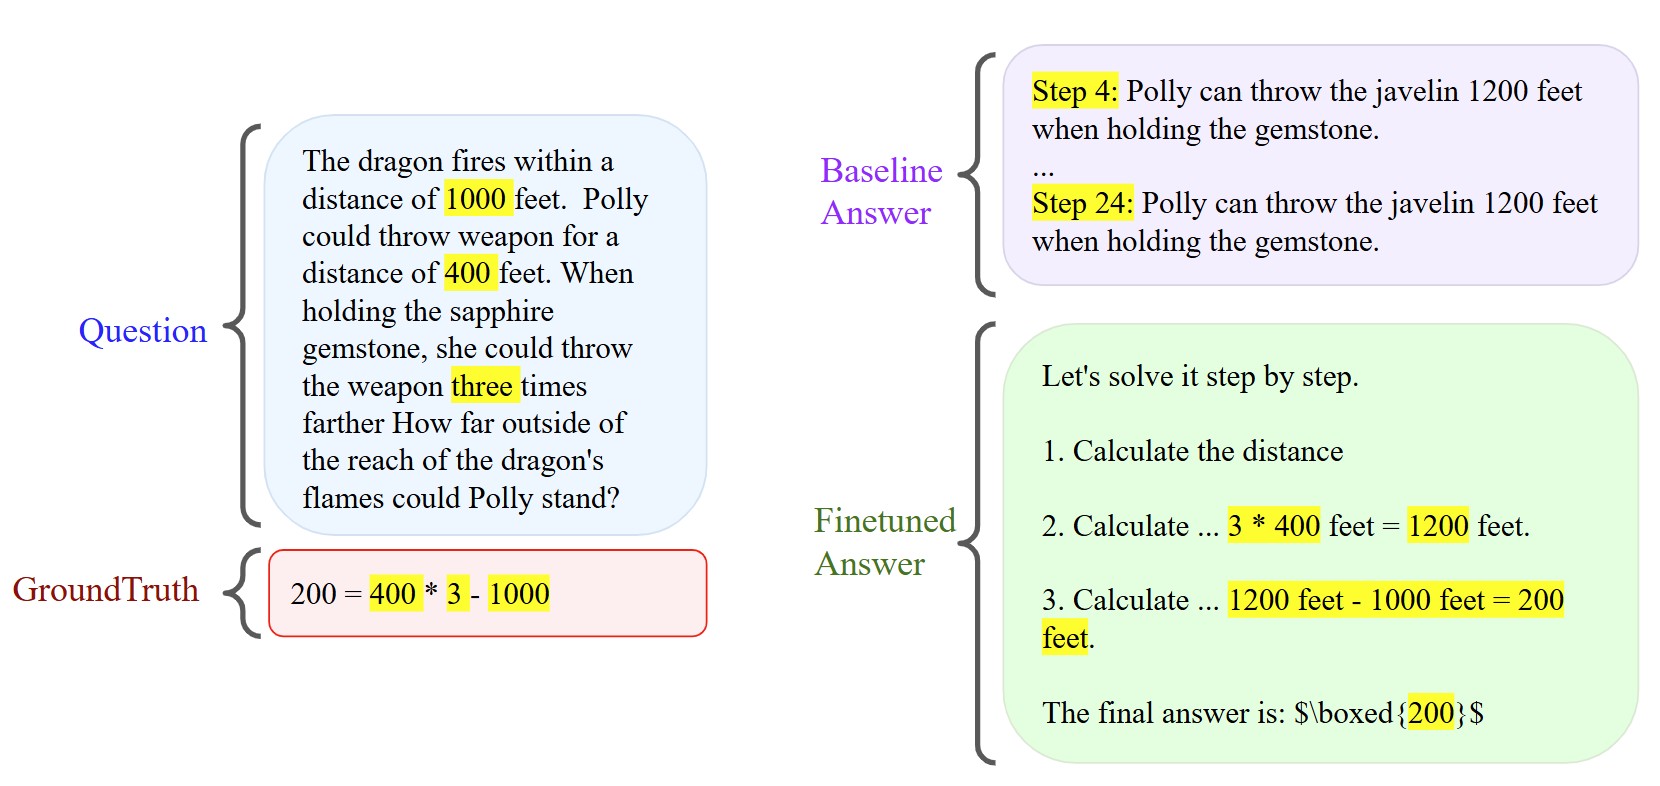 Question
The dragon fires within a
distance of 1000 feet.  Polly
could throw weapon for a
distance of 400 feet. When
holding the sapphire
gemstone, she could throw
the weapon three times
farther How far outside of
the reach of the dragon's
flames could Polly stand?
GroundTruth
200 = 400 * 3 - 1000
Baseline
Answer
Step 4: Polly can throw the javelin 1200 feet
when holding the gemstone.
...
Step 24: Polly can throw the javelin 1200 feet
when holding the gemstone.
Finetuned
Answer
Let's solve it step by step.
1. Calculate the distance
2. Calculate ... 3 * 400 feet = 1200 feet.
3. Calculate ... 1200 feet - 1000 feet = 200
feet.
The final answer is: $\boxed{200}$